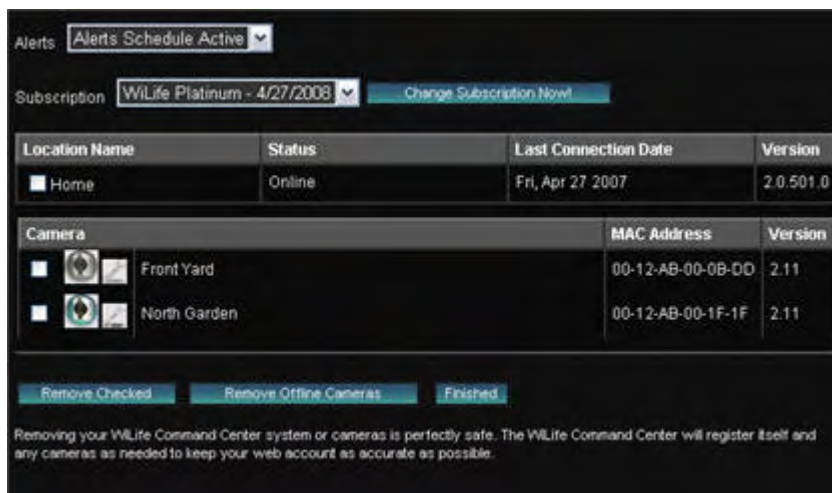 Alerts Alerts Schedule Active
Subscription WiLife Platinum - 4/27/2008 Change Subscription Now!
Location Name Status Last Connection Date Version
Home Online Fri, Apr 27 2007 2.0.501.0
Camera MAC Address Version
Front Yard 00-12-AB-00-0B-DD 2.11
North Garden 00-12-AB-00-1F-1F 2.11
Remove Checked Remove Offline Cameras Finished
Removing your WiLife Command Center system or cameras is perfectly safe. The WiLife Command Center will register itself and
any cameras as needed to keep your web account as accurate as possible.